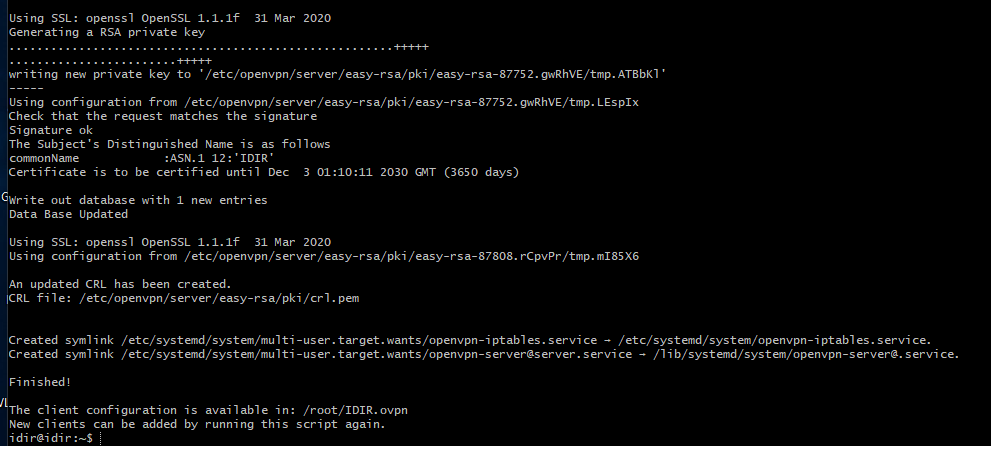 Using SSL: openssl OpenSSL 1.1.1f  31 Mar 2020
Generating a RSA private key
.......................................................+++++
........................+++++
writing new private key to '/etc/openvpn/server/easy-rsa/pki/easy-rsa-87752.gwRhVE/tmp.ATBbKl'
-----
Using configuration from /etc/openvpn/server/easy-rsa/pki/easy-rsa-87752.gwRhVE/tmp.LEspIx
Check that the request matches the signature
Signature ok
The Subject's Distinguished Name is as follows
commonName            :ASN.1 12:'IDIR'
Certificate is to be certified until Dec  3 01:10:11 2030 GMT (3650 days)
Write out database with 1 new entries
Data Base Updated
Using SSL: openssl OpenSSL 1.1.1f  31 Mar 2020
Using configuration from /etc/openvpn/server/easy-rsa/pki/easy-rsa-87808.rCpvPr/tmp.mI85X6
An updated CRL has been created.
CRL file: /etc/openvpn/server/easy-rsa/pki/crl.pem
Created symlink /etc/systemd/system/multi-user.target.wants/openvpn-iptables.service → /etc/systemd/system/openvpn-iptables.service.
Created symlink /etc/systemd/system/multi-user.target.wants/openvpn-server@server.service → /lib/systemd/system/openvpn-server@.service.
Finished!
The client configuration is available in: /root/IDIR.ovpn
New clients can be added by running this script again.
idir@idir:~$